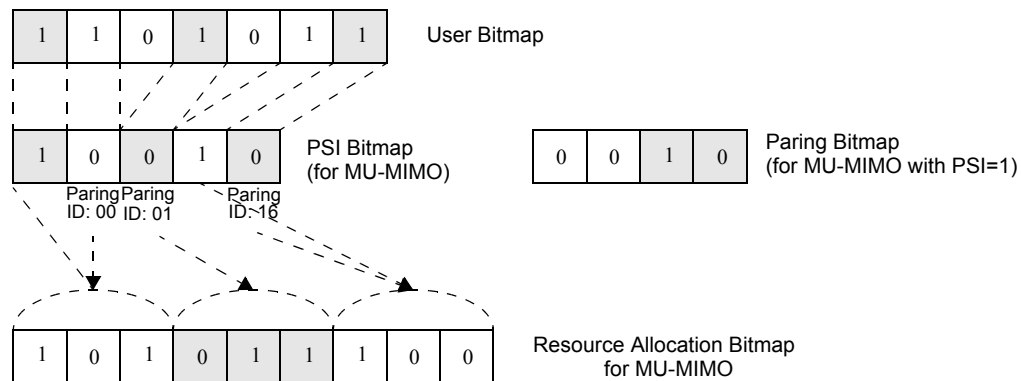 1 1 0 1 0 1 1 User Bitmap
1 0 0 1 0 PSI Bitmap
(for MU-MIMO)
0 0 1 0 Paring Bitmap
(for MU-MIMO with PSI=1)
Paring Paring Paring
ID: 00 ID: 01 ID: 16
1 0 1 0 1 1 1 0 0 Resource Allocation Bitmap
for MU-MIMO